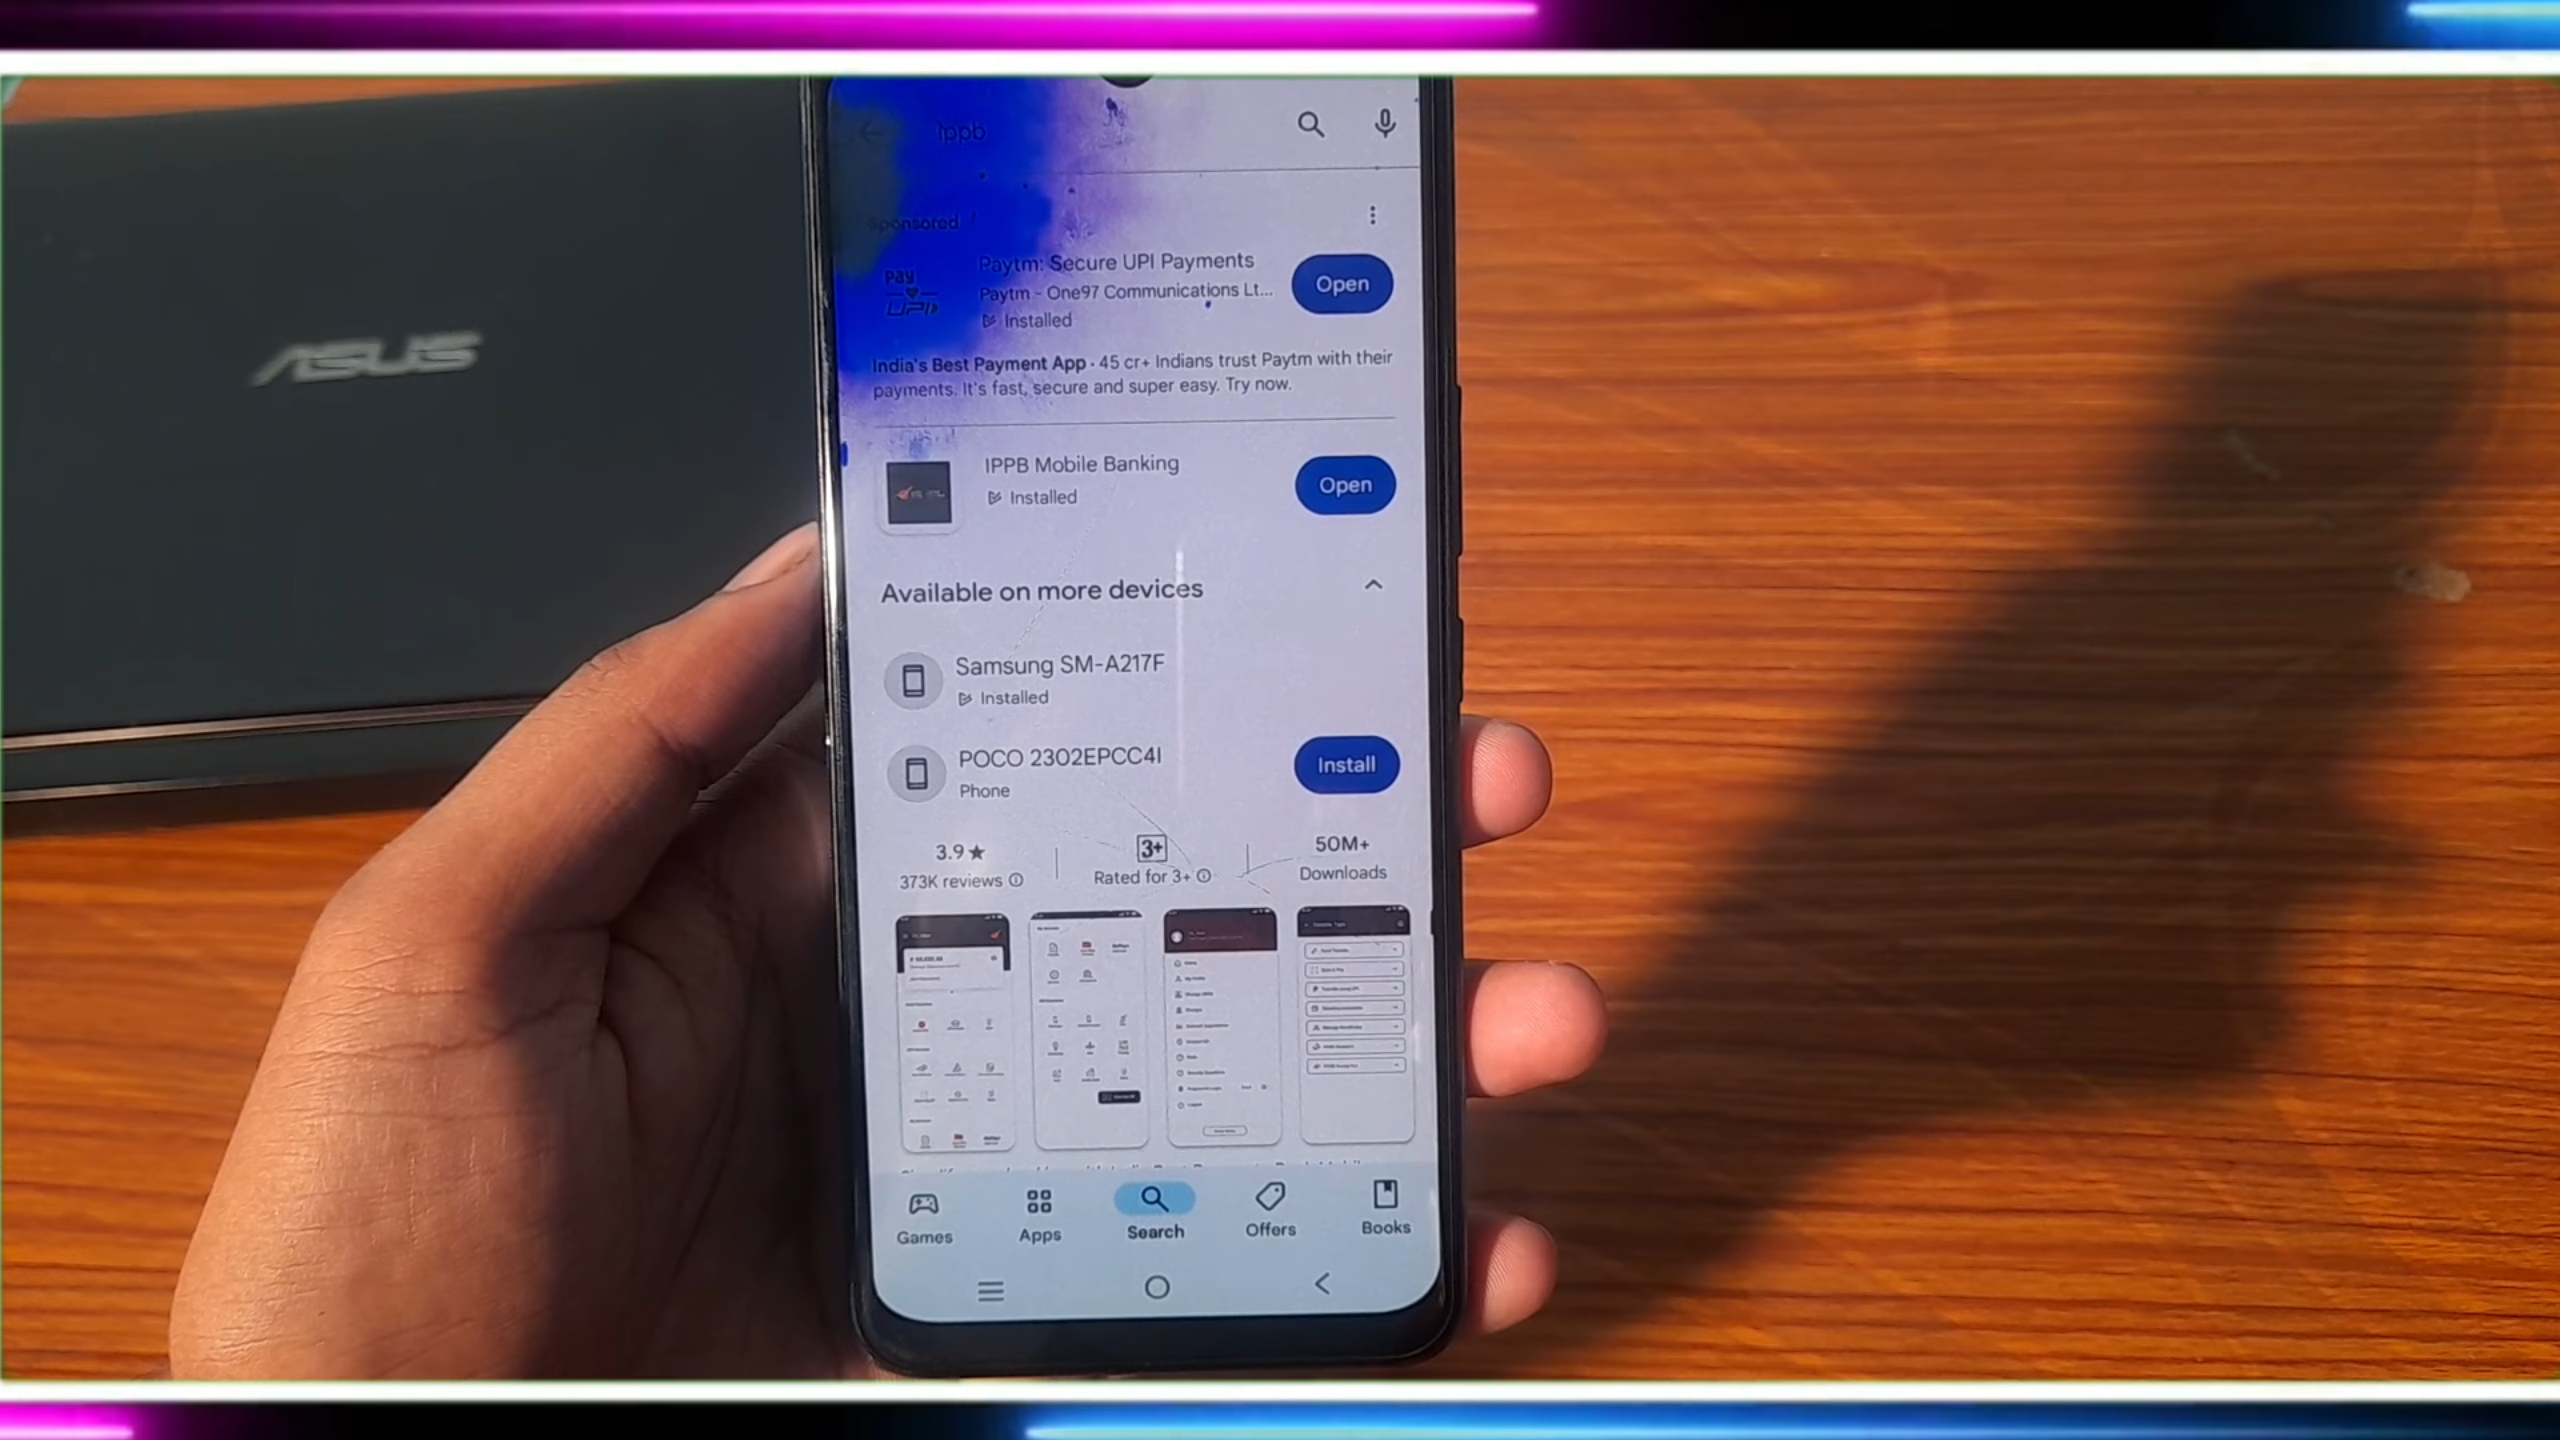 ASUS
ippb
Sponsored
Pay
UPI
Paytm: Secure UPI Payments
Paytm - One97 Communications Lt...
Installed
Open
India's Best Payment App · 45 cr+ Indians trust Paytm with their
payments. It's fast, secure and super easy. Try now.
IPPB Mobile Banking
Installed
Open
Available on more devices
Samsung SM-A217F
Installed
POCO 2302EPCC4I
Phone
Install
3.9★
373K reviews
3+
Rated for 3+
50M+
Downloads
Games
Apps
Search
Offers
Books